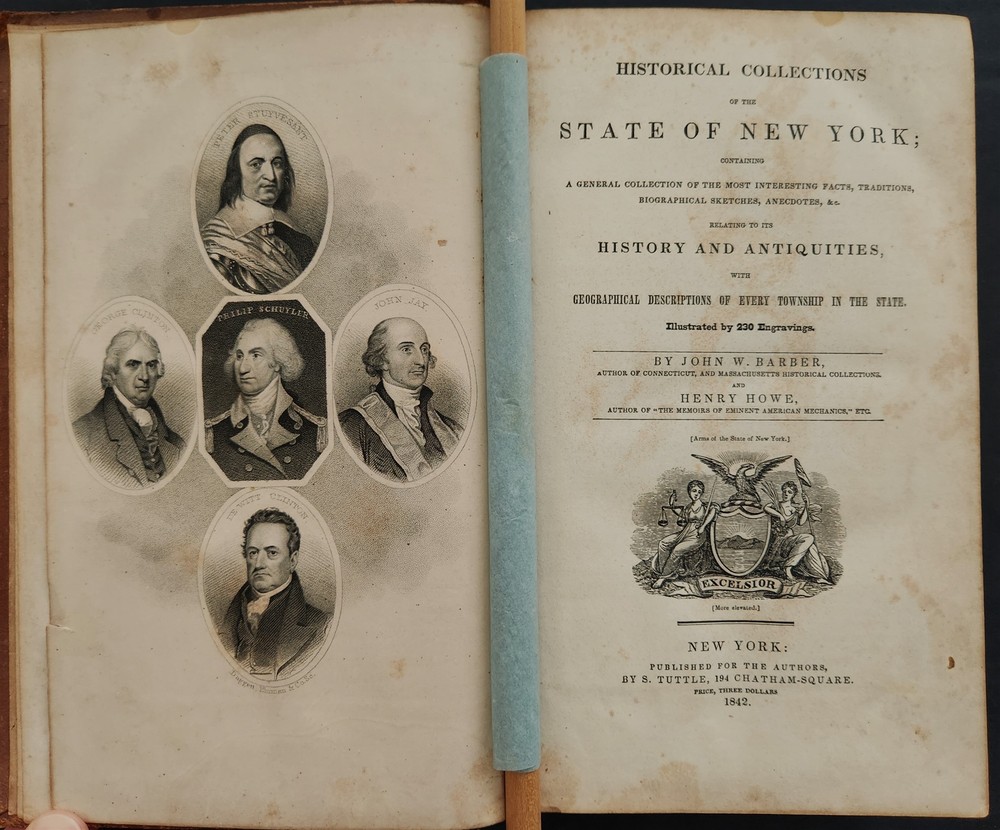 PETER STUYVESANT
GEORGE CLINTON
PHILIP SCHUYLER
JOHN JAY
DE WITT CLINTON
HISTORICAL COLLECTIONS
OF THE
STATE OF NEW YORK;
CONTAINING
A GENERAL COLLECTION OF THE MOST INTERESTING FACTS, TRADITIONS,
BIOGRAPHICAL SKETCHES, ANECDOTES, &c.
RELATING TO ITS
HISTORY AND ANTIQUITIES,
WITH
GEOGRAPHICAL DESCRIPTIONS OF EVERY TOWNSHIP IN THE STATE.
Illustrated by 230 Engravings.
BY JOHN W. BARBER,
AUTHOR OF CONNECTICUT, AND MASSACHUSETTS HISTORICAL COLLECTIONS.
AND
HENRY HOWE,
AUTHOR OF "THE MEMOIRS OF EMINENT AMERICAN MECHANICS," ETC.
[Arms of the State of New York.]
EXCELSIOR
[More elevated.]
NEW YORK:
PUBLISHED FOR THE AUTHORS,
BY S. TUTTLE, 194 CHATHAM-SQUARE.
PRICE, THREE DOLLARS
1842.